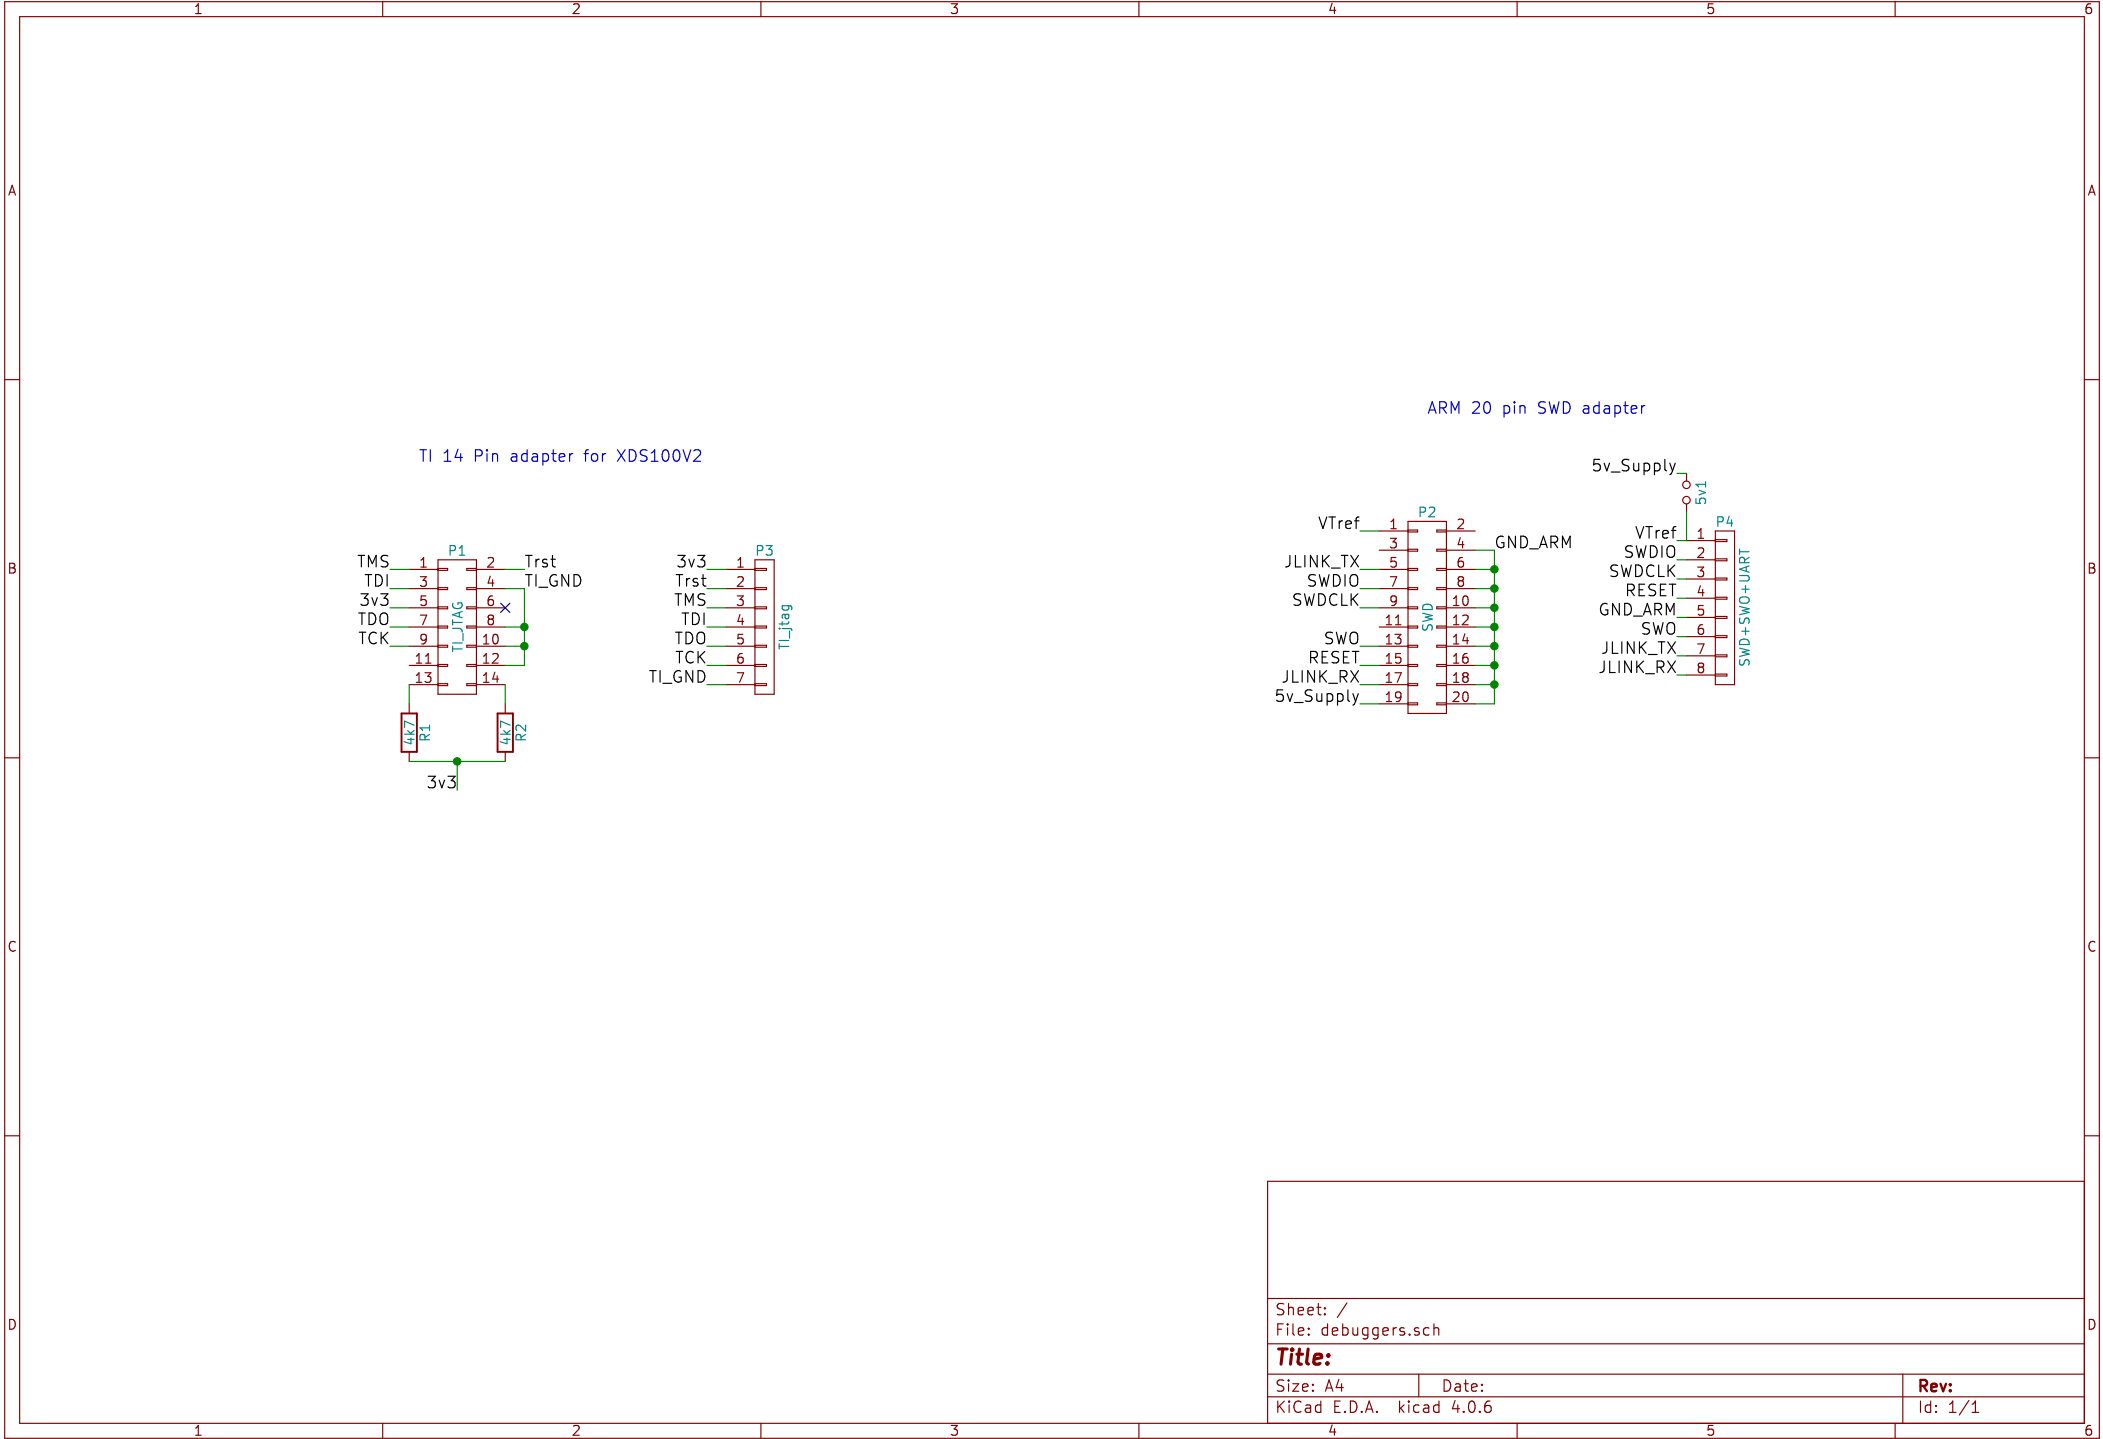 1 2 3 4 5 6
A A
ARM 20 pin SWD adapter
TI 14 Pin adapter for XDS100V2
B B
P1
TI_JTAG
TMS 1 2 Trst
TDI 3 4 TI_GND
3v3 5 6
TDO 7 8
TCK 9 10
11 12
13 14
4k7 R1
4k7 R2
3v3
P3
TI_jtag
3v3 1
Trst 2
TMS 3
TDI 4
TDO 5
TCK 6
TI_GND 7
P2
SWD
VTref 1 2
3 4 GND_ARM
JLINK_TX 5 6
SWDIO 7 8
SWDCLK 9 10
11 12
SWO 13 14
RESET 15 16
JLINK_RX 17 18
5v_Supply 19 20
5v_Supply
5v1
P4
SWD+SWO+UART
VTref 1
SWDIO 2
SWDCLK 3
RESET 4
GND_ARM 5
SWO 6
JLINK_TX 7
JLINK_RX 8
C C
D D
Sheet: /
File: debuggers.sch
Title:
Size: A4 Date: Rev:
KiCad E.D.A. kicad 4.0.6 Id: 1/1
1 2 3 4 5 6